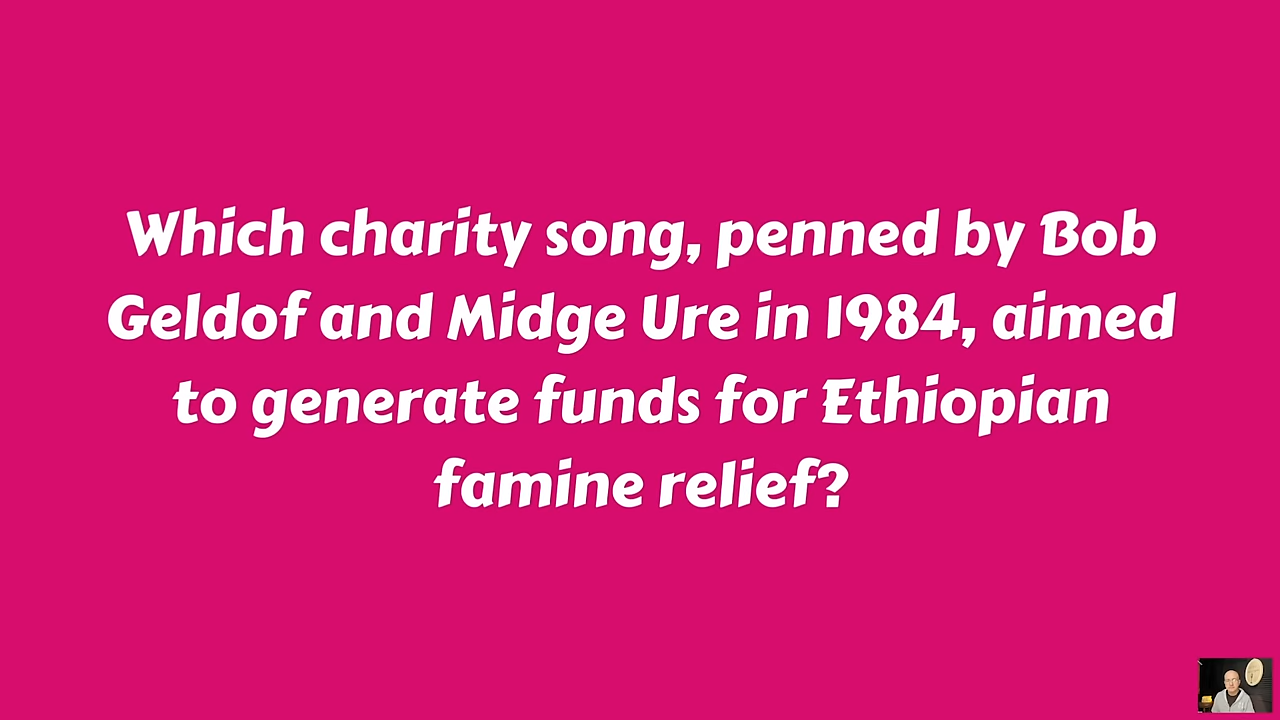 Which charity song, penned by Bob
Geldof and Midge Ure in 1984, aimed
to generate funds for Ethiopian
famine relief?